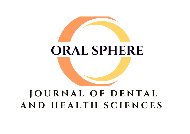 ORAL SPHERE
JOURNAL OF DENTAL
AND HEALTH SCIENCES